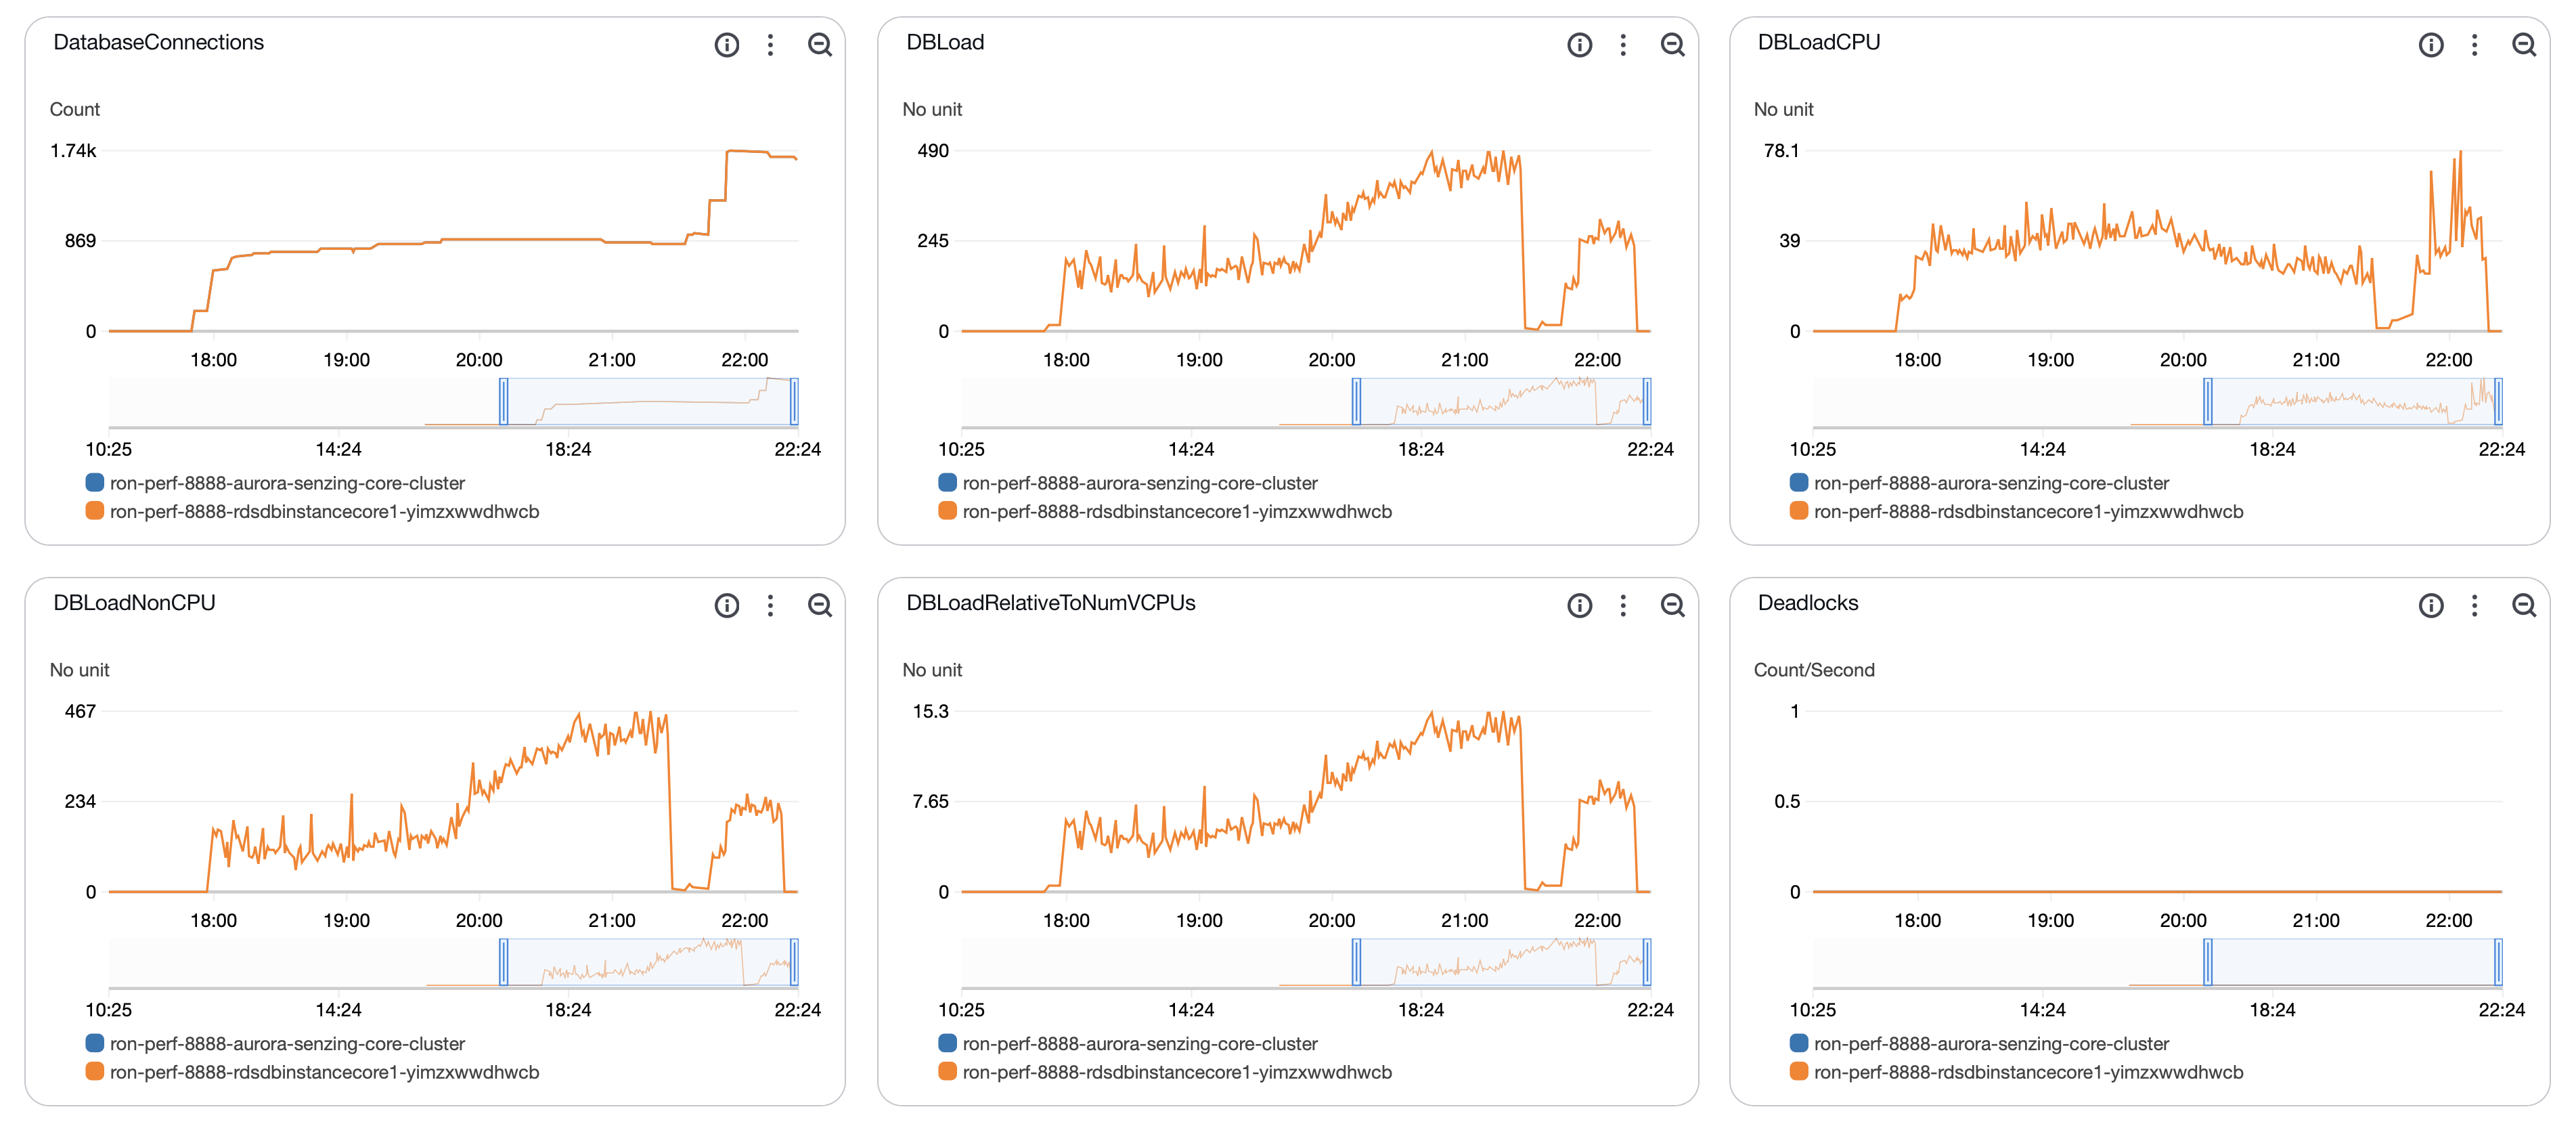 DatabaseConnections
Count
1.74k
869
0
18:00 19:00 20:00 21:00 22:00
10:25 14:24 18:24 22:24
ron-perf-8888-aurora-senzing-core-cluster
ron-perf-8888-rdsdbinstancecore1-yimzxwwdhwcb
DBLoad
No unit
490
245
0
18:00 19:00 20:00 21:00 22:00
10:25 14:24 18:24 22:24
ron-perf-8888-aurora-senzing-core-cluster
ron-perf-8888-rdsdbinstancecore1-yimzxwwdhwcb
DBLoadCPU
No unit
78.1
39
0
18:00 19:00 20:00 21:00 22:00
10:25 14:24 18:24 22:24
ron-perf-8888-aurora-senzing-core-cluster
ron-perf-8888-rdsdbinstancecore1-yimzxwwdhwcb
DBLoadNonCPU
No unit
467
234
0
18:00 19:00 20:00 21:00 22:00
10:25 14:24 18:24 22:24
ron-perf-8888-aurora-senzing-core-cluster
ron-perf-8888-rdsdbinstancecore1-yimzxwwdhwcb
DBLoadRelativeToNumVCPUs
No unit
15.3
7.65
0
18:00 19:00 20:00 21:00 22:00
10:25 14:24 18:24 22:24
ron-perf-8888-aurora-senzing-core-cluster
ron-perf-8888-rdsdbinstancecore1-yimzxwwdhwcb
Deadlocks
Count/Second
1
0.5
0
18:00 19:00 20:00 21:00 22:00
10:25 14:24 18:24 22:24
ron-perf-8888-aurora-senzing-core-cluster
ron-perf-8888-rdsdbinstancecore1-yimzxwwdhwcb